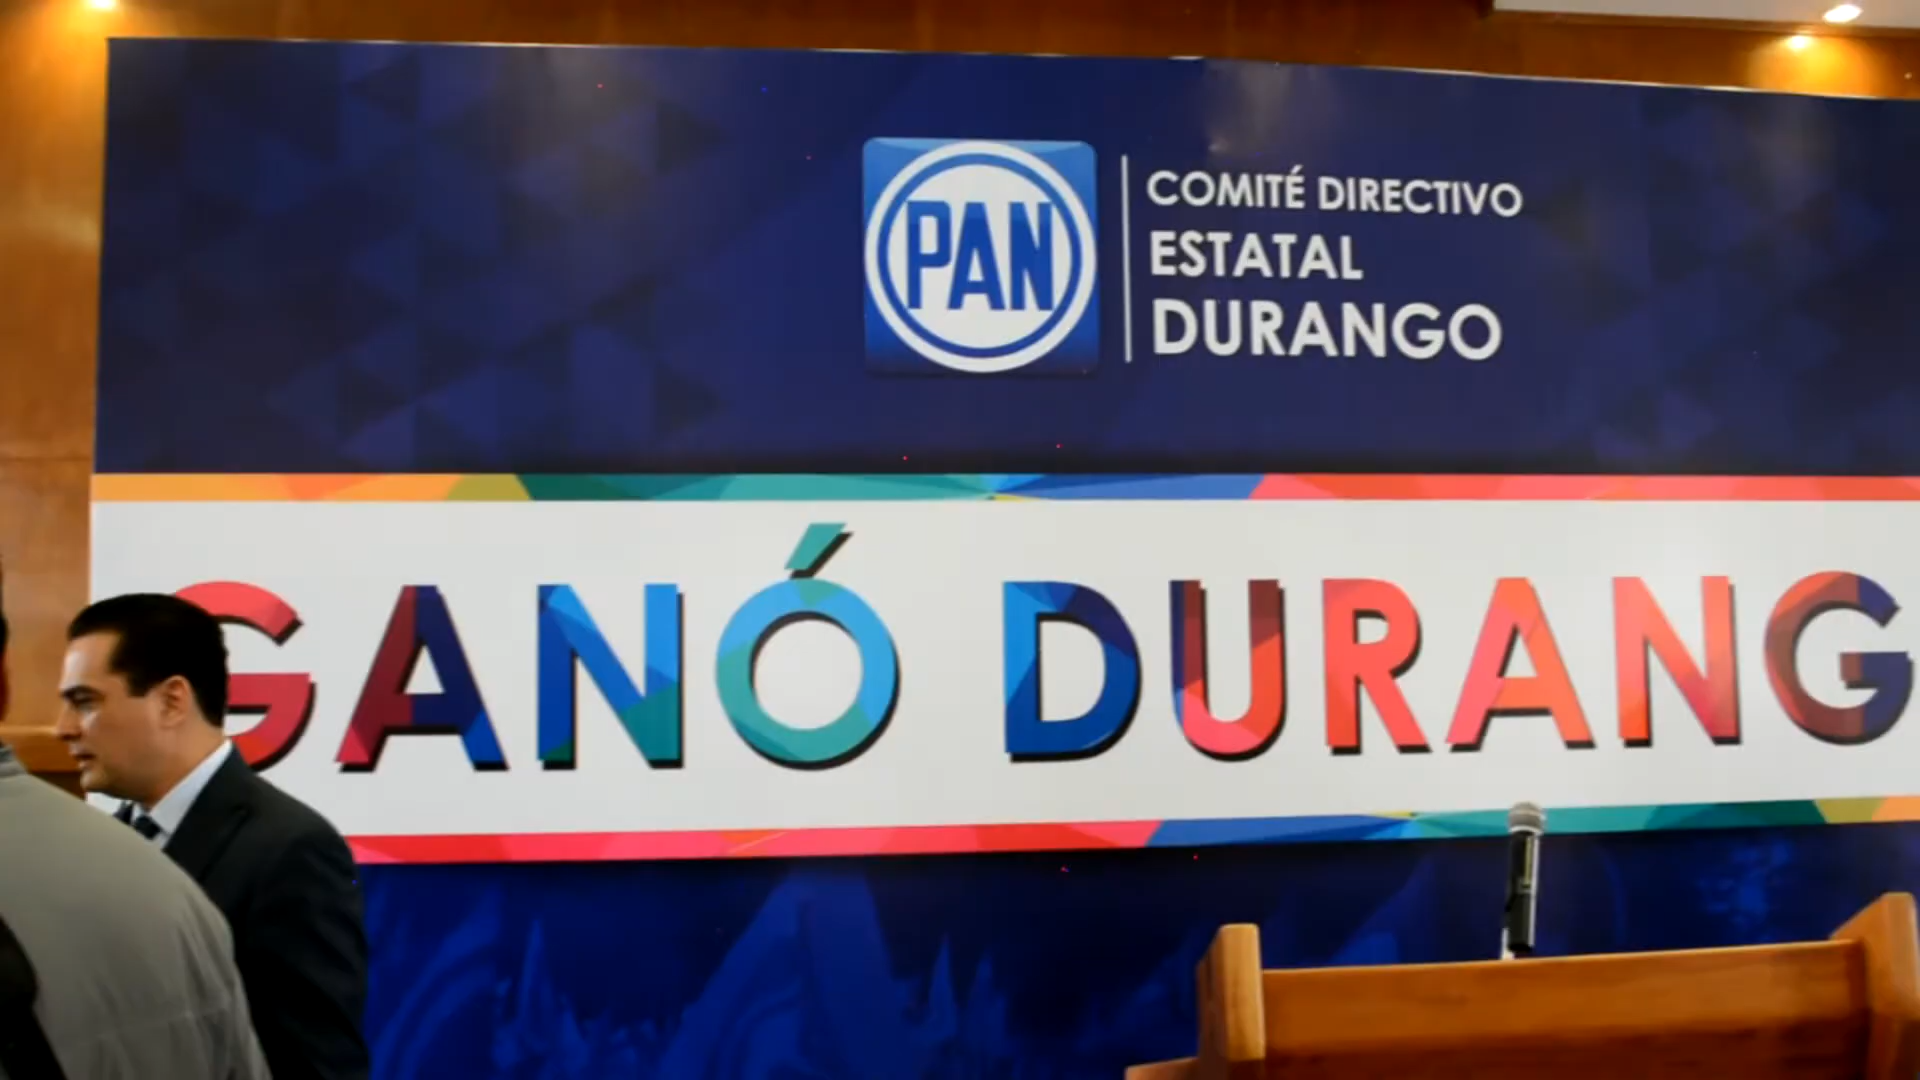 PAN
COMITÉ DIRECTIVO
ESTATAL
DURANGO
GANÓ DURANG